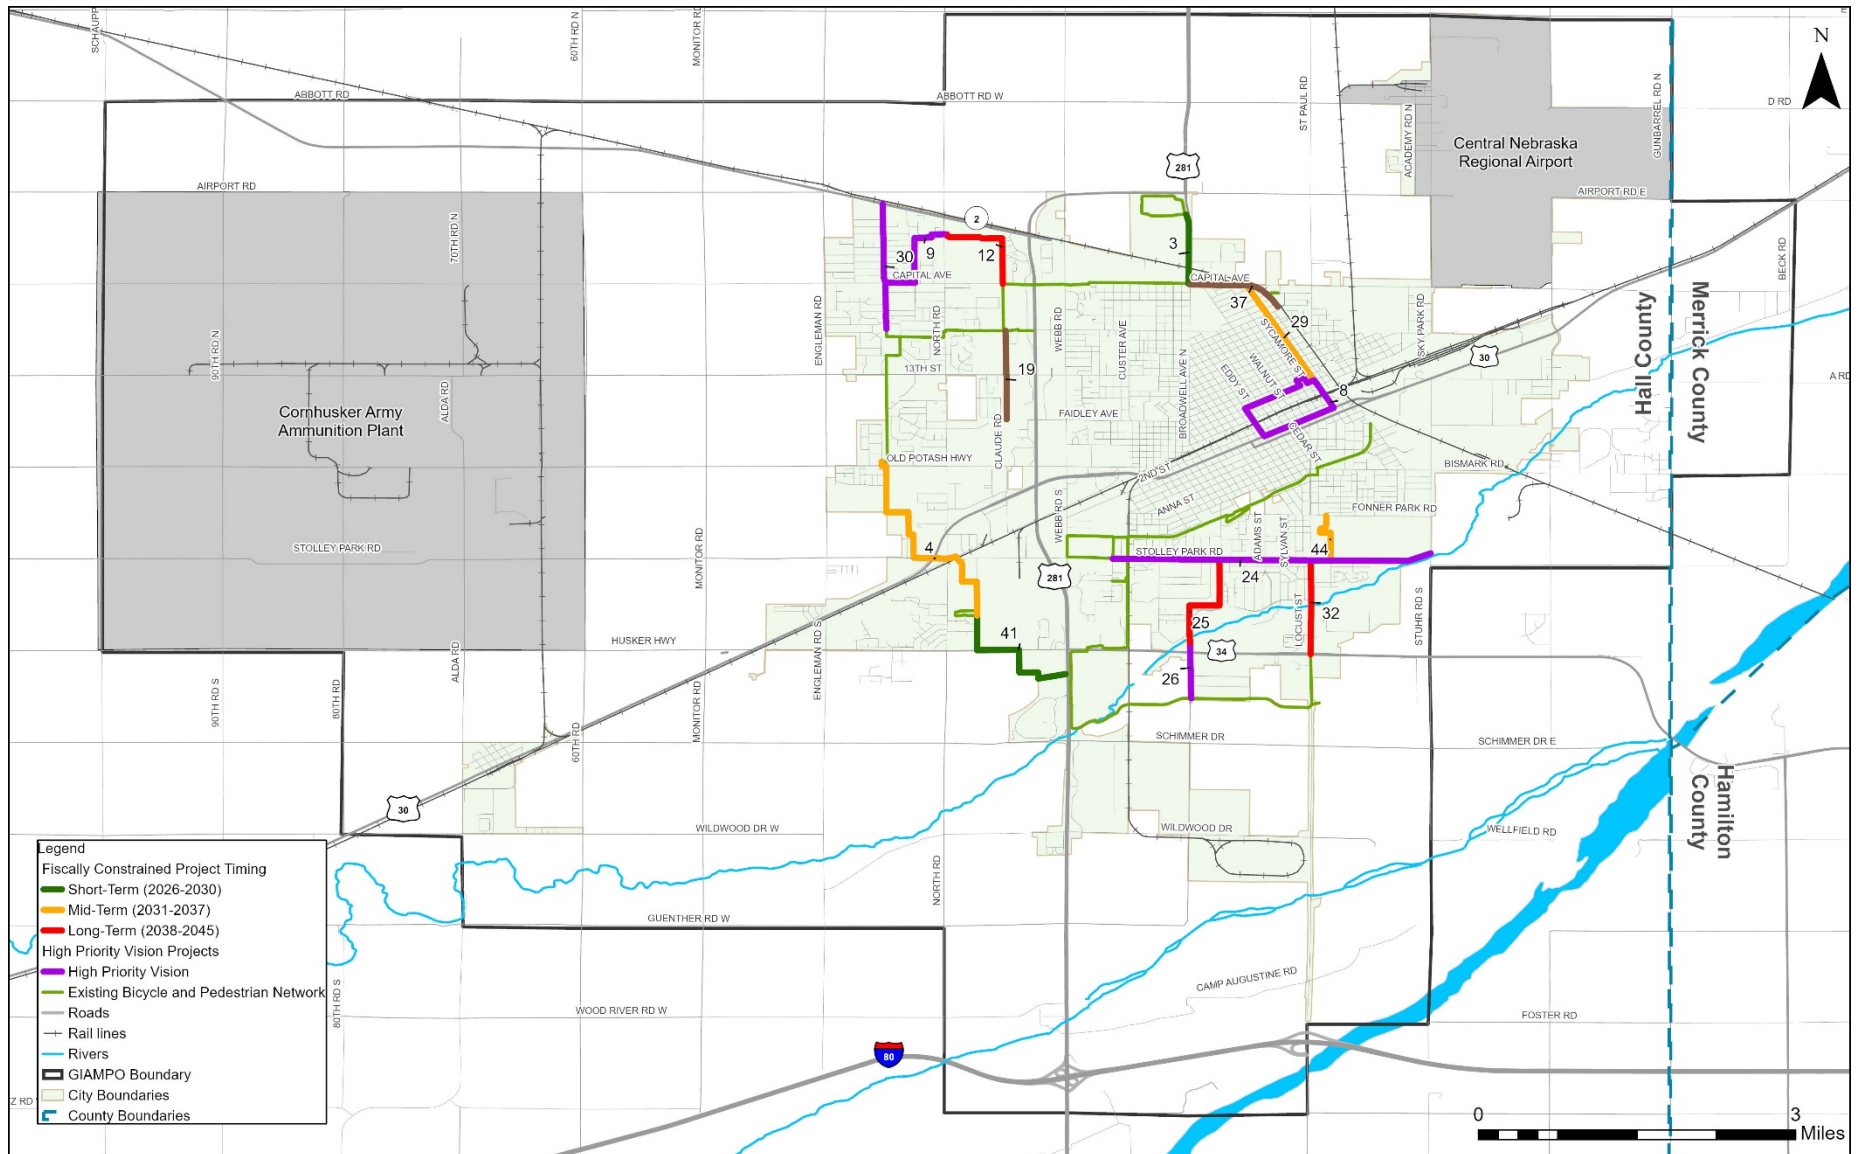 SCHAUPP
60TH RD N
MONITOR RD
N
ABBOTT RD
ABBOTT RD W
ST PAUL RD
ACADEMY RD N
GUNBARREL RD N
D RD
Central Nebraska
Regional Airport
281
AIRPORT RD
AIRPORT RD E
70TH RD N
2
3
30
9
12
CAPITAL AVE
CAPITAL AVE
37
29
BECK RD
ENGLEMAN RD
NORTH RD
WEBB RD
CUSTER AVE
SYCAMORE ST
SKY PARK RD
Hall County
Merrick County
90TH RD N
30
13TH ST
19
BROADWELL AVE N
EDDY ST
WALNUT ST
8
A RD
ALDA RD
Cornhusker Army
Ammunition Plant
FAIDLEY AVE
CLAUDE RD
CEDAR ST
OLD POTASH HWY
2ND ST
BISMARK RD
ANNA ST
WEBB RD S
ADAMS ST
SYLVAN ST
FONNER PARK RD
STOLLEY PARK RD
MONITOR RD
4
STOLLEY PARK RD
44
24
281
25
LOCUST ST
32
HUSKER HWY
ENGLEMAN RD S
41
34
STUHR RD S
ALDA RD
26
90TH RD S
80TH RD
60TH RD
MONITOR RD
SCHIMMER DR
SCHIMMER DR E
Hamilton
County
30
WILDWOOD DR W
WILDWOOD DR
WELLFIELD RD
NORTH RD
GUENTHER RD W
CAMP AUGUSTINE RD
80TH RD S
WOOD RIVER RD W
FOSTER RD
80
Legend
Fiscally Constrained Project Timing
Short-Term (2026-2030)
Mid-Term (2031-2037)
Long-Term (2038-2045)
High Priority Vision Projects
High Priority Vision
Existing Bicycle and Pedestrian Network
Roads
Rail lines
Rivers
GIAMPO Boundary
City Boundaries
County Boundaries
0
3
Miles